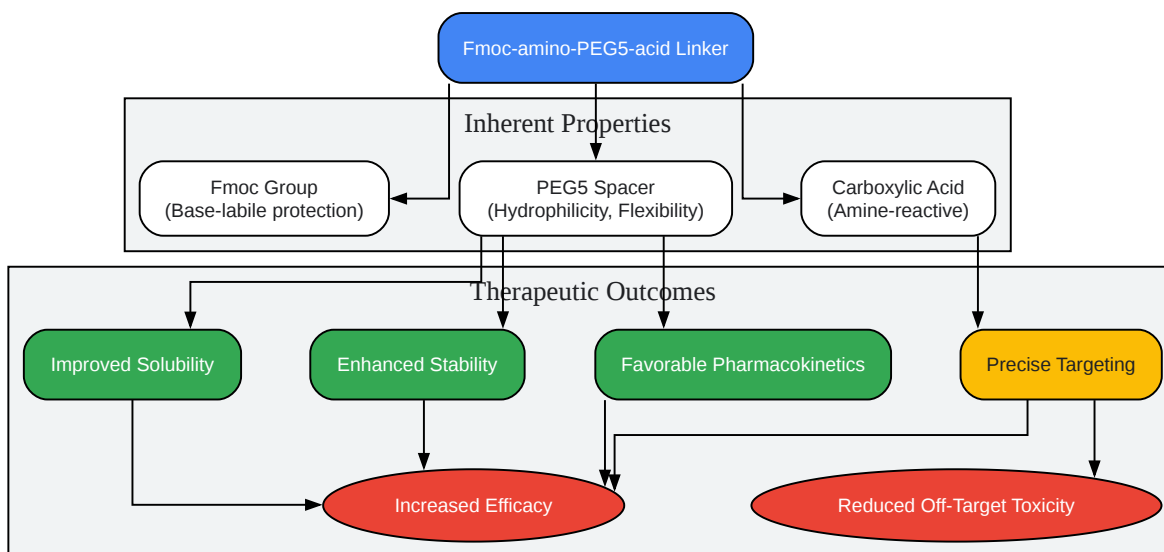 Fmoc-amino-PEG5-acid Linker
Inherent Properties
Fmoc Group
(Base-labile protection)
PEG5 Spacer
(Hydrophilicity, Flexibility)
Carboxylic Acid
(Amine-reactive)
Therapeutic Outcomes
Improved Solubility
Enhanced Stability
Favorable Pharmacokinetics
Precise Targeting
Increased Efficacy
Reduced Off-Target Toxicity